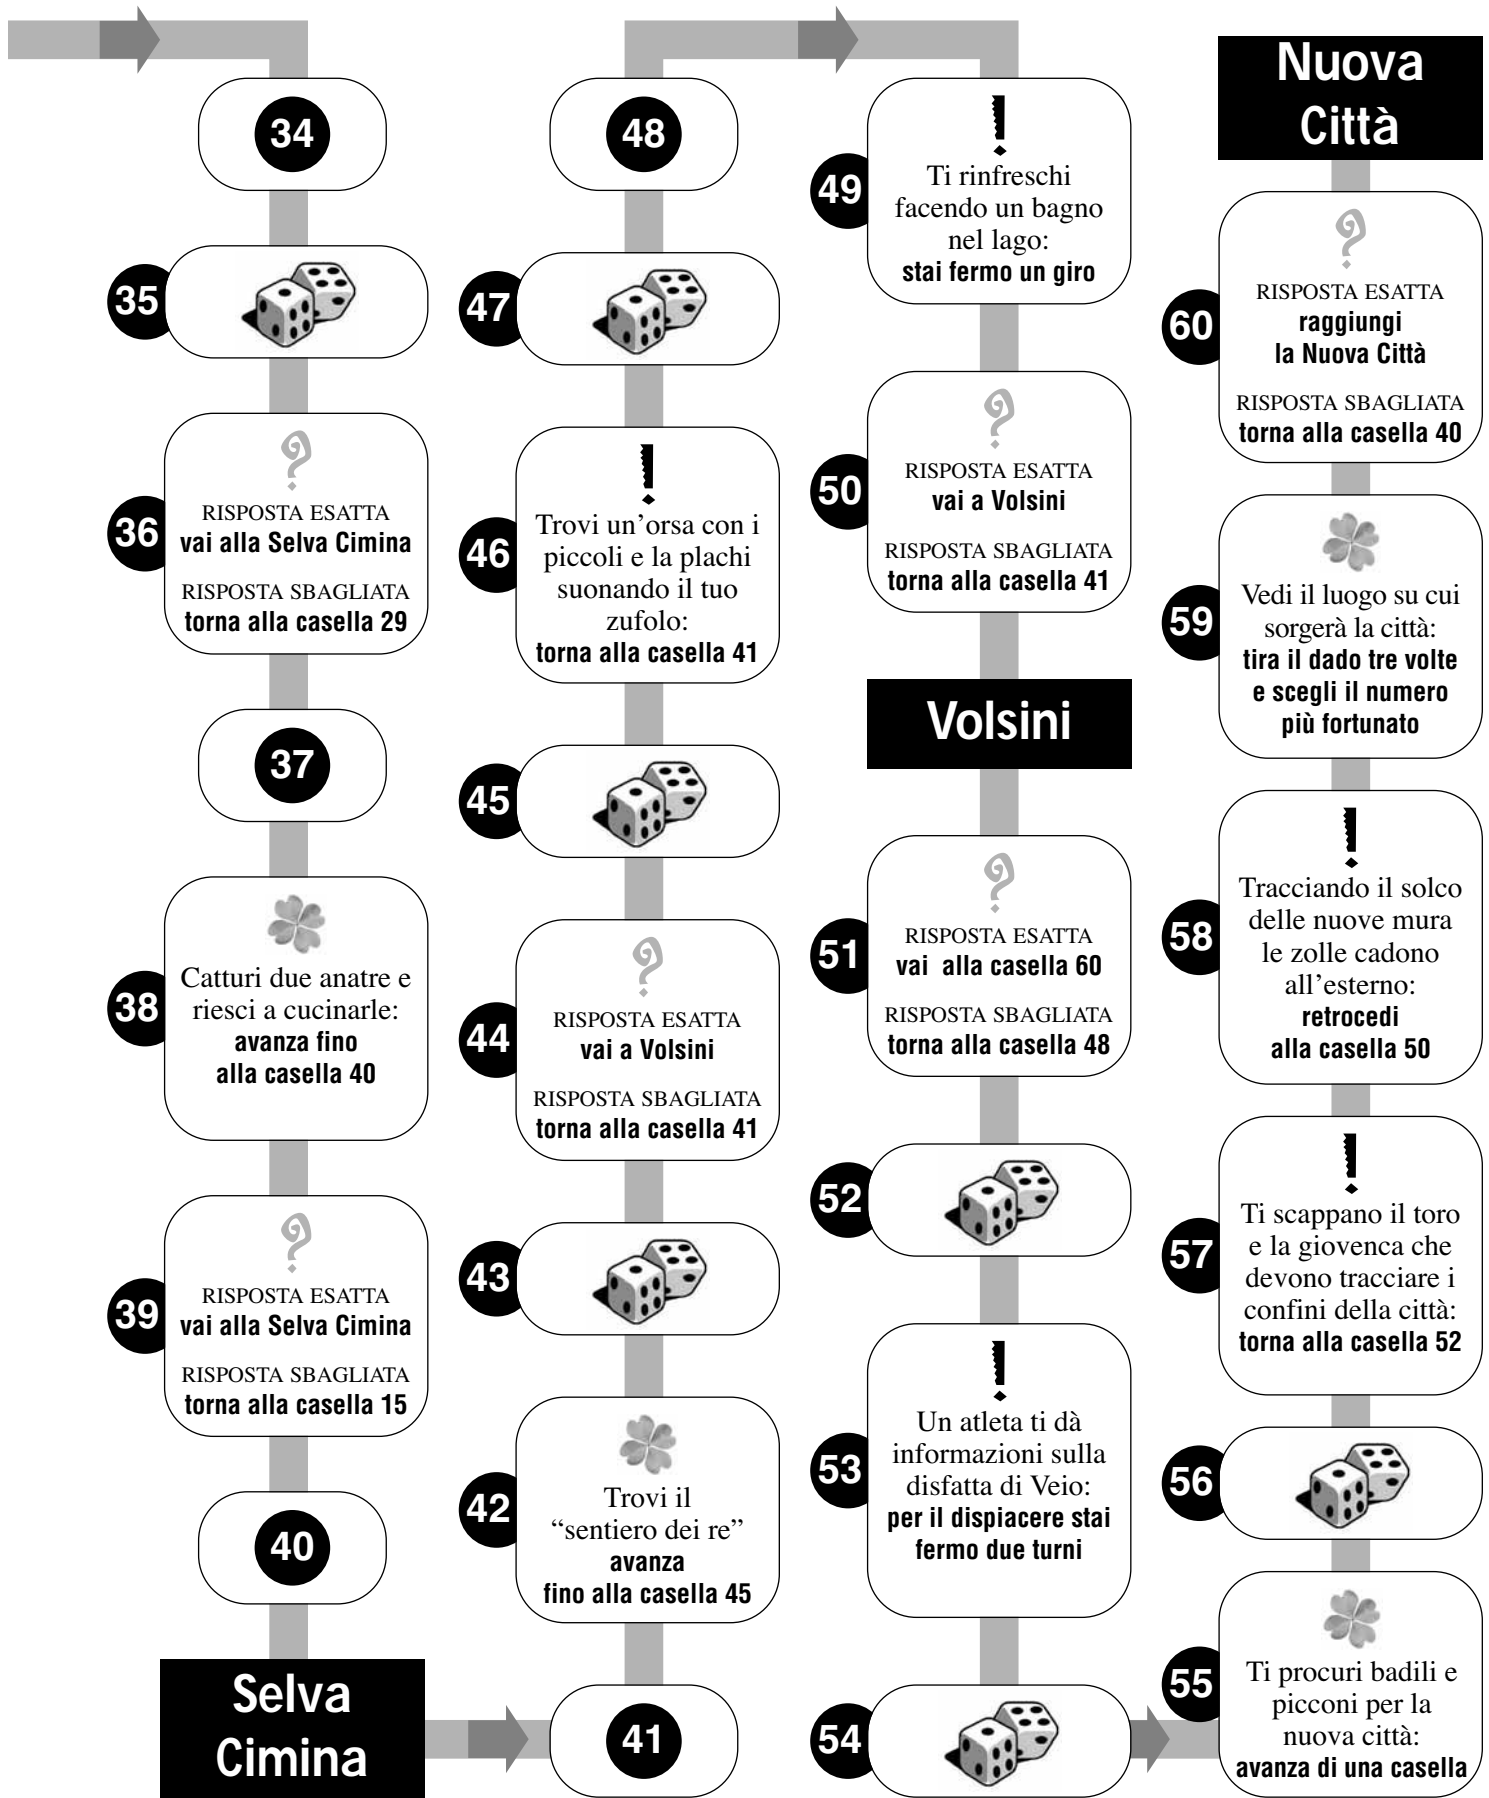 34
35
36
RISPOSTA ESATTA
vai alla Selva Cimina
RISPOSTA SBAGLIATA
torna alla casella 29
37
38
Catturi due anatre e
riesci a cucinarle:
avanza fino
alla casella 40
39
RISPOSTA ESATTA
vai alla Selva Cimina
RISPOSTA SBAGLIATA
torna alla casella 15
40
Selva
Cimina
41
42
Trovi il
“sentiero dei re”
avanza
fino alla casella 45
43
44
RISPOSTA ESATTA
vai a Volsini
RISPOSTA SBAGLIATA
torna alla casella 41
45
46
Trovi un’orsa con i
piccoli e la plachi
suonando il tuo
zufolo:
torna alla casella 41
47
48
49
Ti rinfreschi
facendo un bagno
nel lago:
stai fermo un giro
50
RISPOSTA ESATTA
vai a Volsini
RISPOSTA SBAGLIATA
torna alla casella 41
Volsini
51
RISPOSTA ESATTA
vai alla casella 60
RISPOSTA SBAGLIATA
torna alla casella 48
52
53
Un atleta ti dà
informazioni sulla
disfatta di Veio:
per il dispiacere stai
fermo due turni
54
55
Ti procuri badili e
picconi per la
nuova città:
avanza di una casella
56
57
Ti scappano il toro
e la giovenca che
devono tracciare i
confini della città:
torna alla casella 52
58
Tracciando il solco
delle nuove mura
le zolle cadono
all’esterno:
retrocedi
alla casella 50
59
Vedi il luogo su cui
sorgerà la città:
tira il dado tre volte
e scegli il numero
più fortunato
60
RISPOSTA ESATTA
raggiungi
la Nuova Città
RISPOSTA SBAGLIATA
torna alla casella 40
Nuova
Città